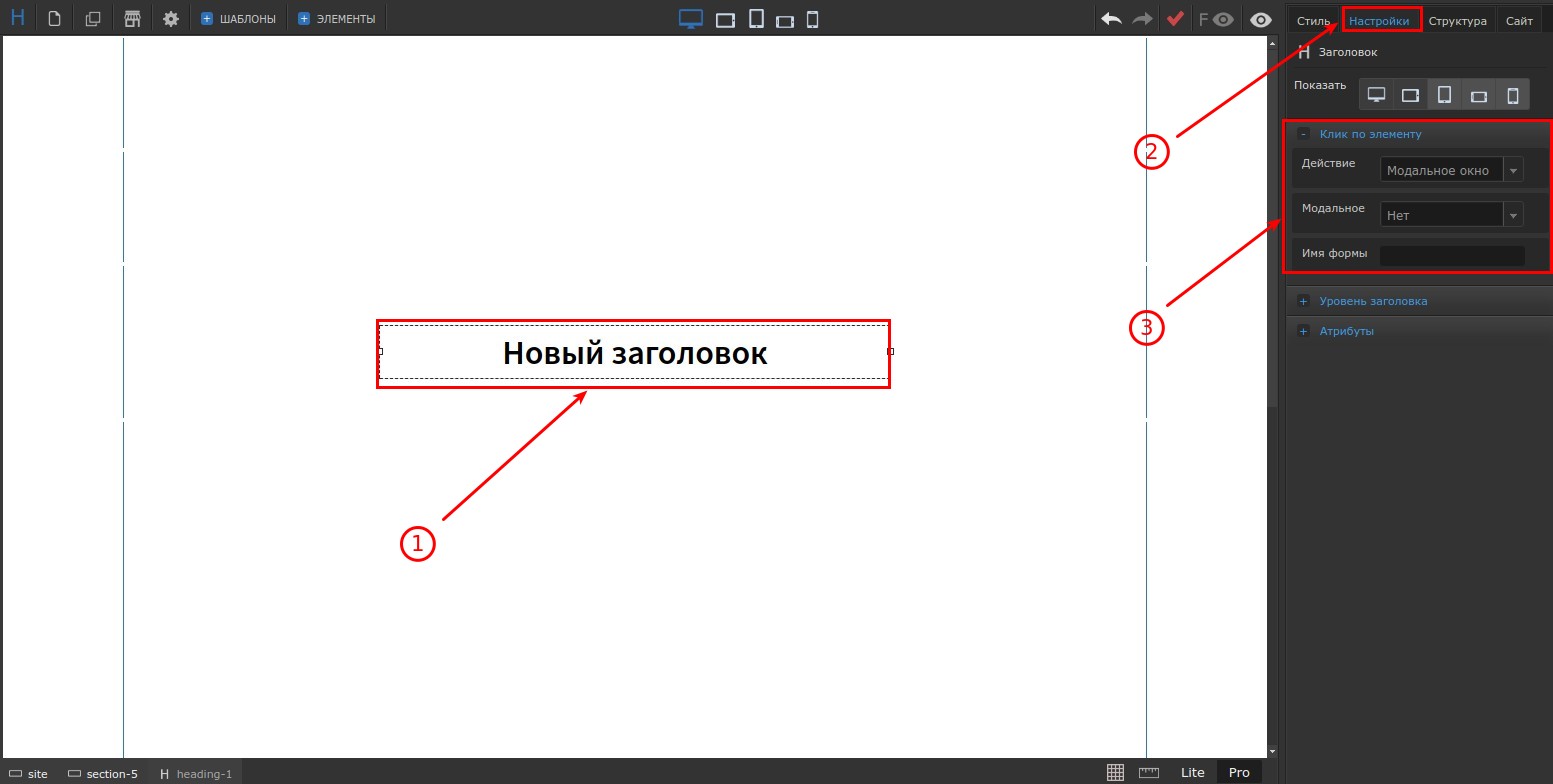 H
ШАБЛОНЫ
ЭЛЕМЕНТЫ
F
Стиль
Настройки
Структура
Сайт
H Заголовок
Показать
- Клик по элементу
Действие
Модальное окно
Модальное
Нет
Имя формы
+ Уровень заголовка
+ Атрибуты
2
3
Новый заголовок
1
site
section-5
H heading-1
Lite
Pro